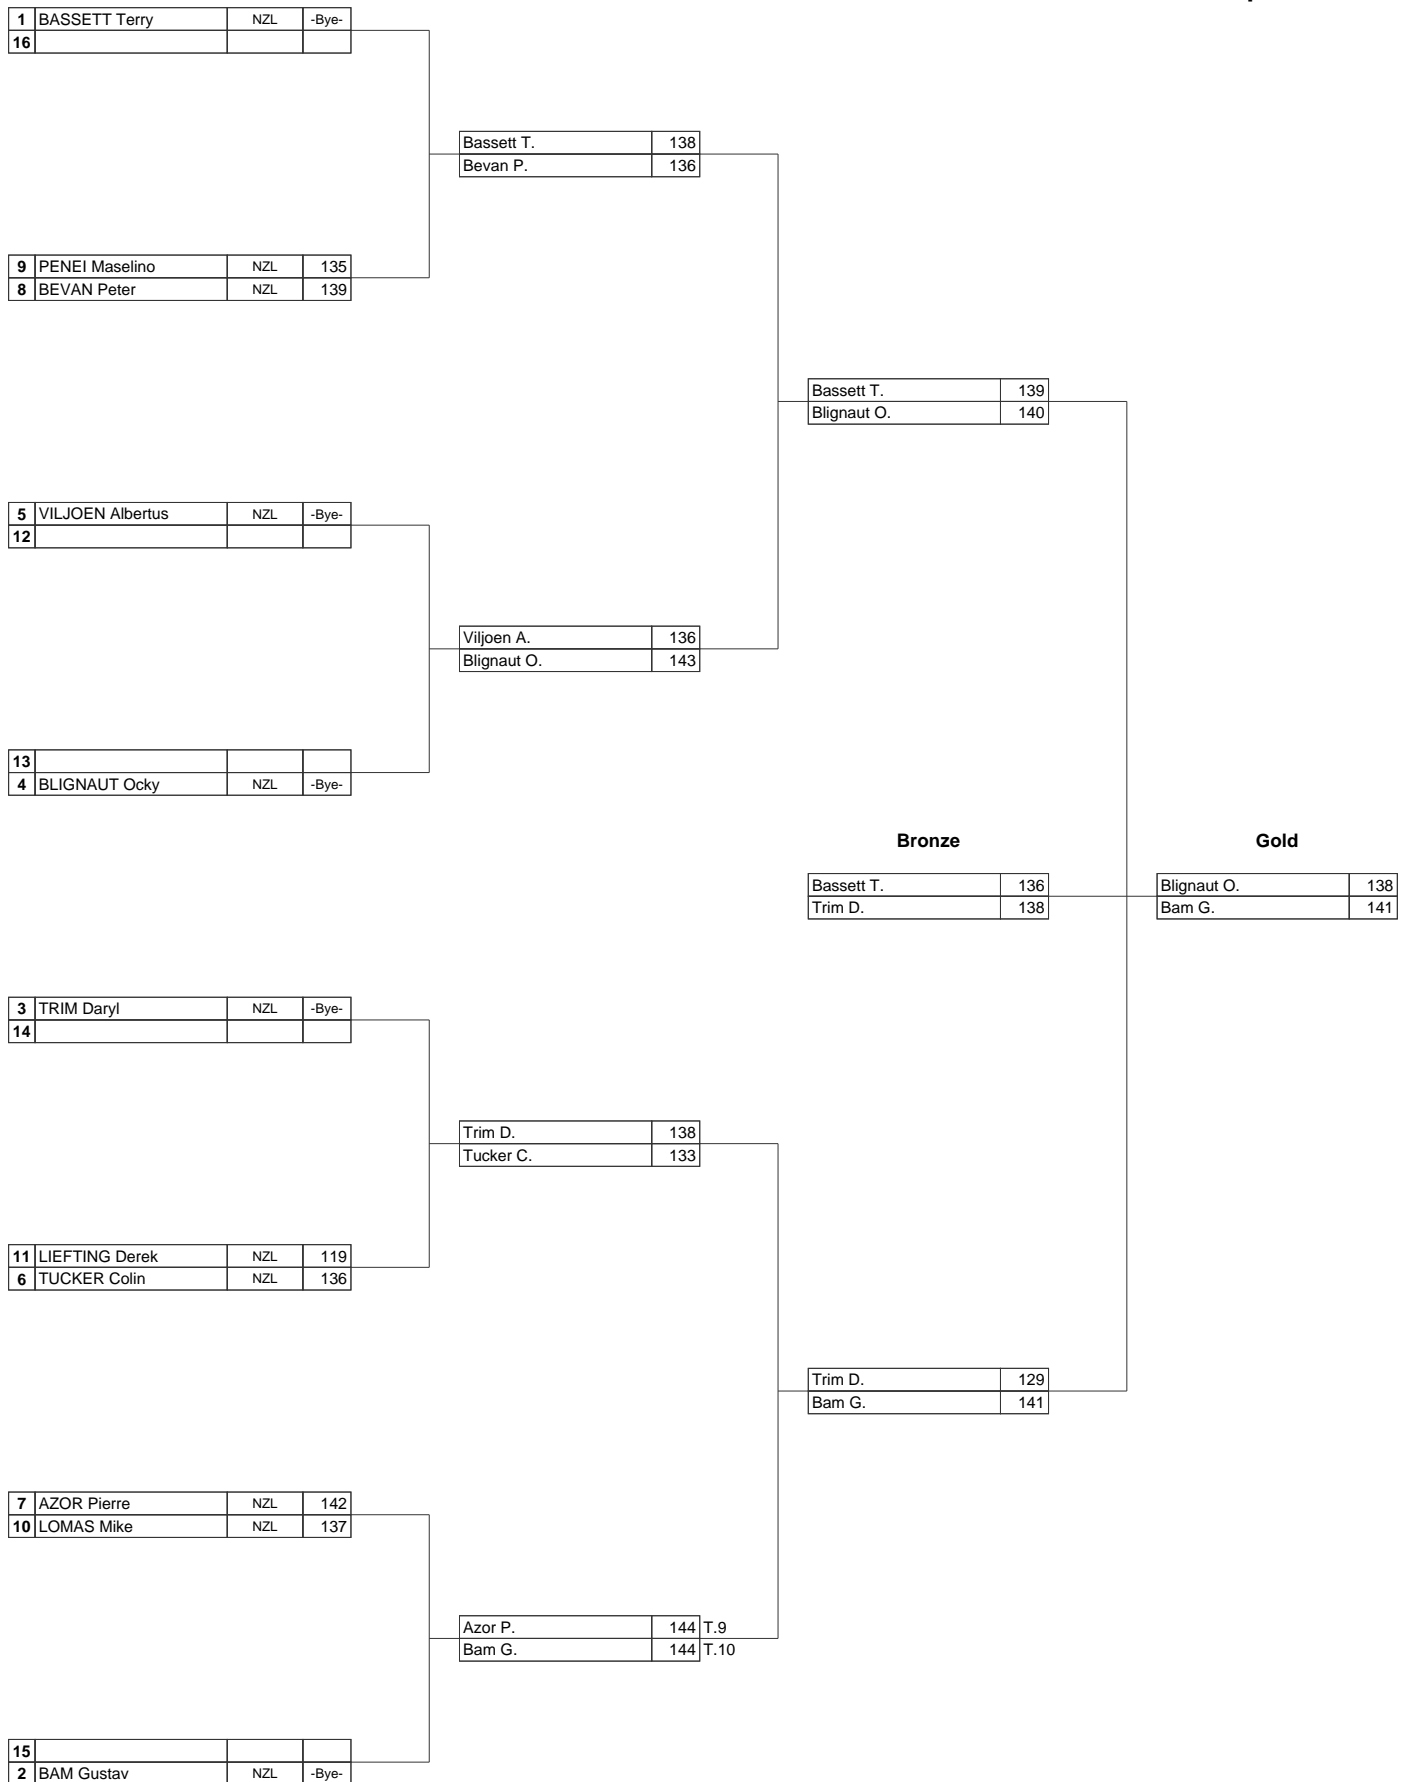 1 BASSETT Terry NZL -Bye-
16
Bassett T. 138
Bevan P. 136
9 PENEI Maselino NZL 135
8 BEVAN Peter NZL 139
Bassett T. 139
Blignaut O. 140
5 VILJOEN Albertus NZL -Bye-
12
Viljoen A. 136
Blignaut O. 143
13
4 BLIGNAUT Ocky NZL -Bye-
Bronze Gold
Bassett T. 136 Blignaut O. 138
Trim D. 138 Bam G. 141
3 TRIM Daryl NZL -Bye-
14
Trim D. 138
Tucker C. 133
11 LIEFTING Derek NZL 119
6 TUCKER Colin NZL 136
Trim D. 129
Bam G. 141
7 AZOR Pierre NZL 142
10 LOMAS Mike NZL 137
Azor P. 144 T.9
Bam G. 144 T.10
15
2 BAM Gustav NZL -Bye-